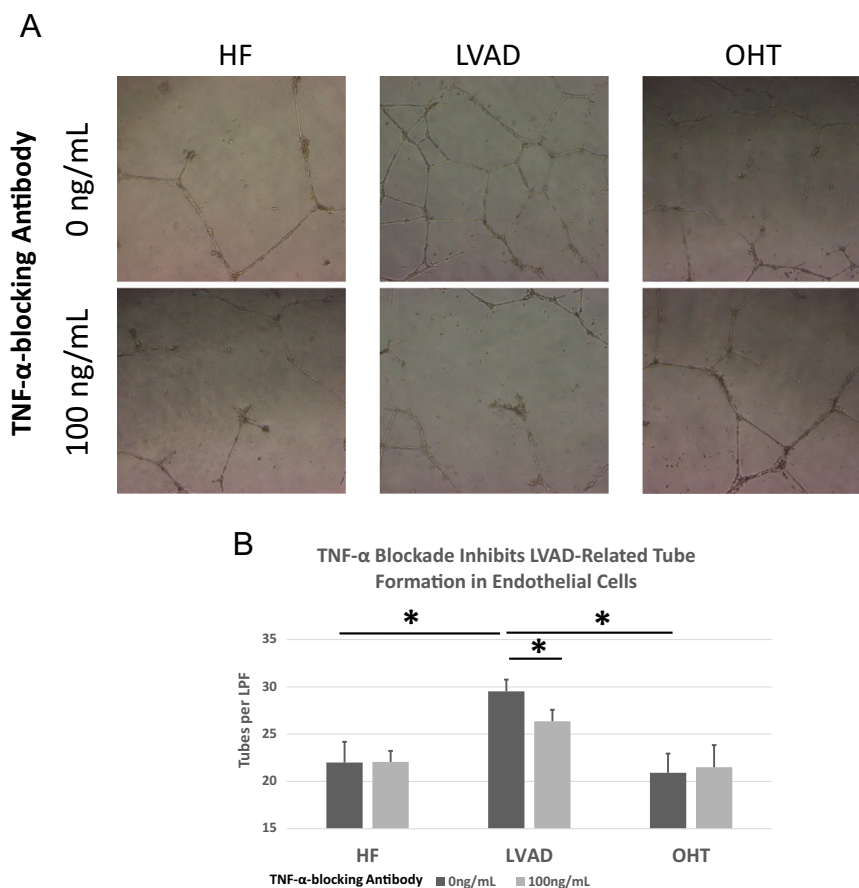 A
HF LVAD OHT
TNF-α-blocking Antibody
0 ng/mL
100 ng/mL
B
TNF-α Blockade Inhibits LVAD-Related Tube
Formation in Endothelial Cells
* *
*
Tubes per LPF
35
30
25
20
15
HF LVAD OHT
TNF-α-blocking Antibody 0ng/mL 100ng/mL